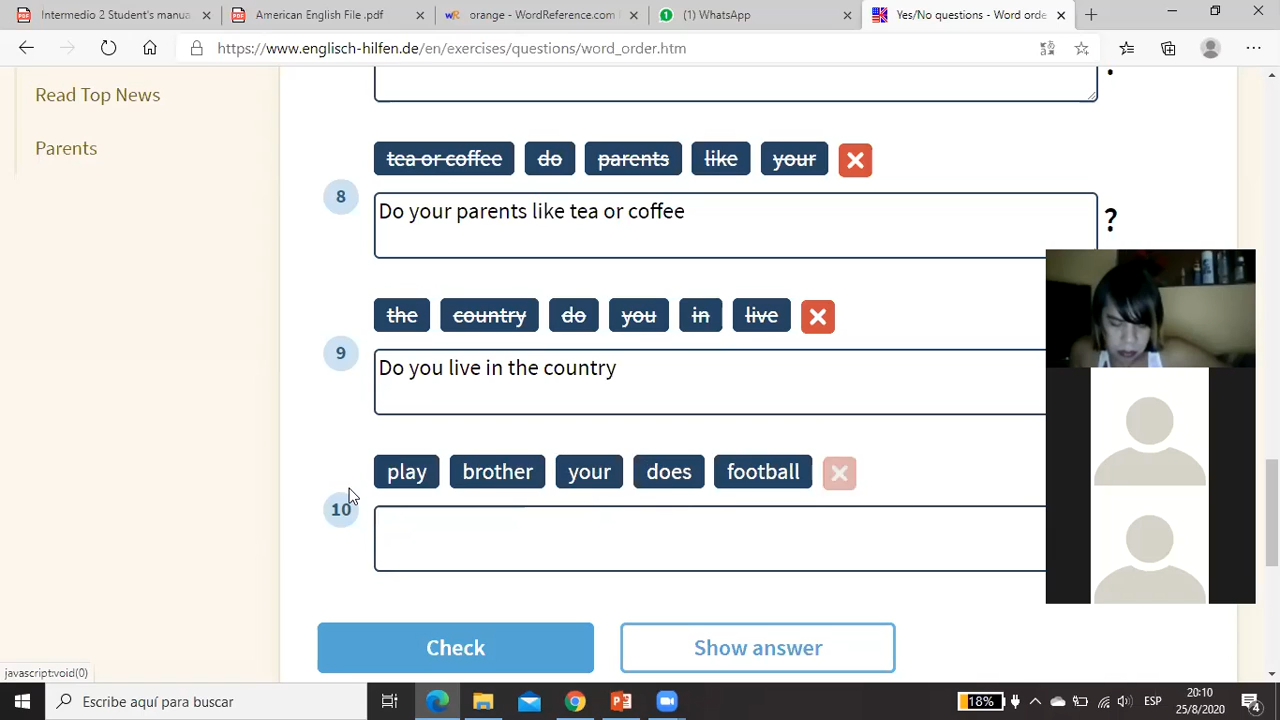 Intermedio 2 Student's manua
American English File .pdf
orange - WordReference.com
(1) WhatsApp
Yes/No questions - Word orde
https://www.englisch-hilfen.de/en/exercises/questions/word_order.htm
Read Top News
Parents
tea or coffee do parents like your
8
Do your parents like tea or coffee
?
the country do you in live
9
Do you live in the country
play brother your does football
10
Check Show answer
javascript:void(0)
Escribe aquí para buscar
18%
ESP
20:10
25/8/2020
4